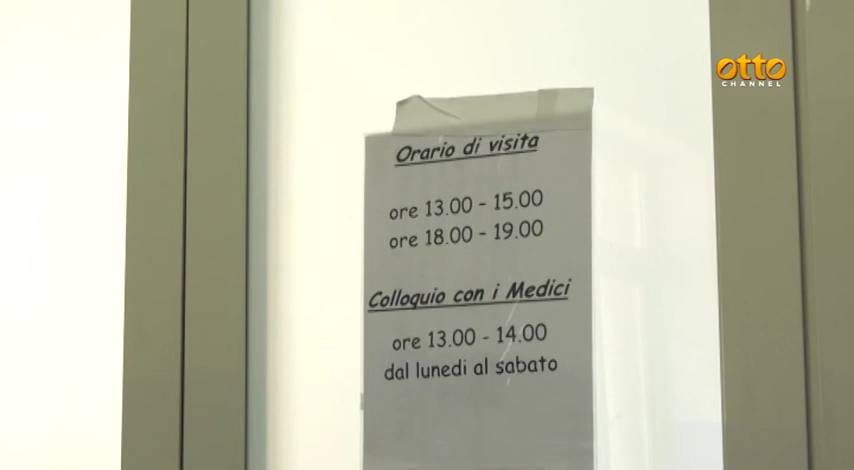 otto
CHANNEL
Orario di visita
ore 13.00 - 15.00
ore 18.00 - 19.00
Colloquio con i Medici
ore 13.00 - 14.00
dal lunedi al sabato